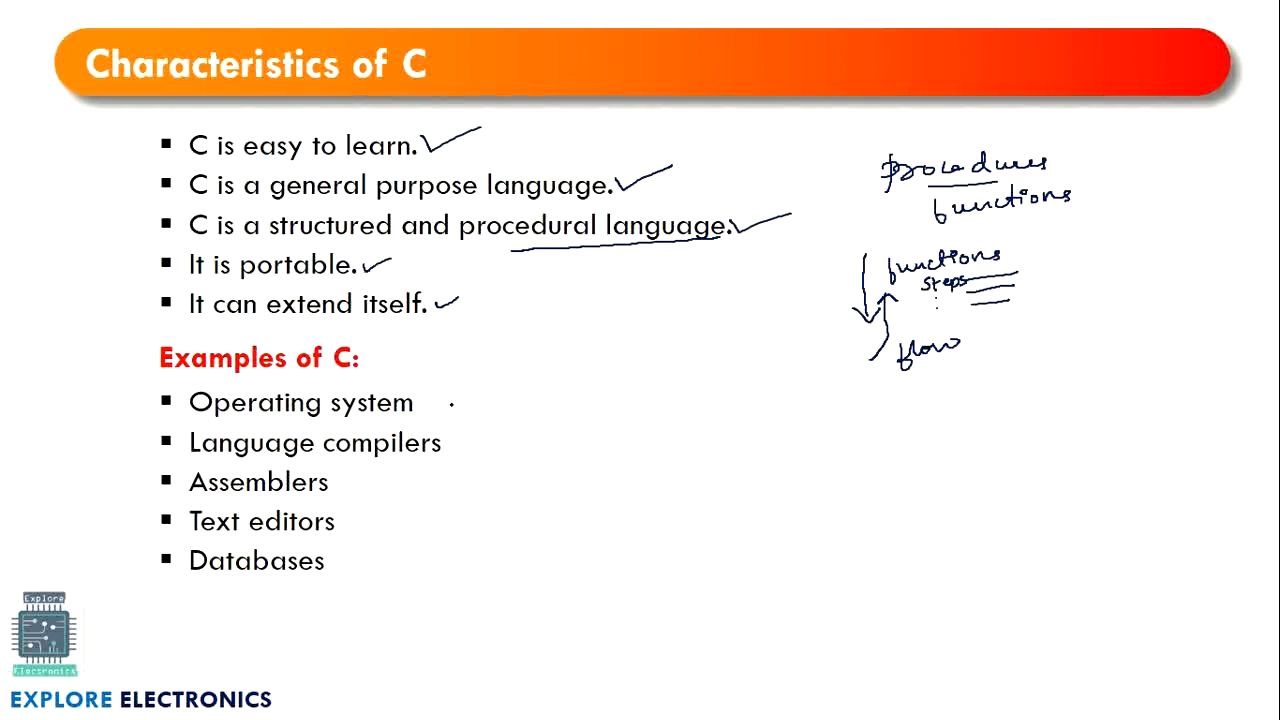 Characteristics of C
▪ C is easy to learn.
▪ C is a general purpose language.
▪ C is a structured and procedural language.
▪ It is portable.
▪ It can extend itself.
Examples of C:
▪ Operating system
▪ Language compilers
▪ Assemblers
▪ Text editors
▪ Databases
procedures
functions
functions
steps
flow
Explore
Electronics
EXPLORE ELECTRONICS